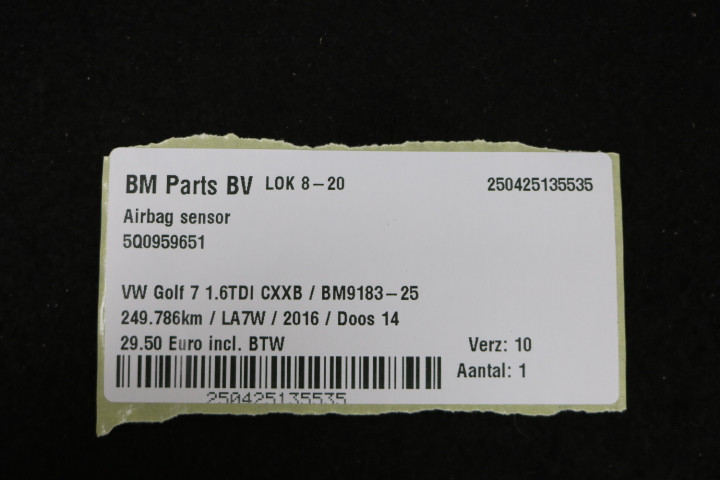 BM Parts BV LOK 8-20 250425135535
Airbag sensor
5Q0959651
VW Golf 7 1.6TDI CXXB / BM9183-25
249.786km / LA7W / 2016 / Doos 14
29.50 Euro incl. BTW Verz: 10
Aantal: 1
250425135535